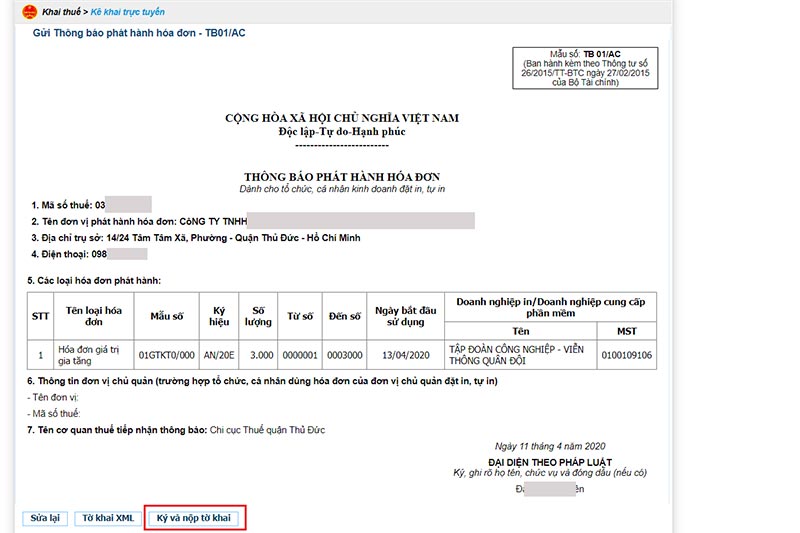 Khai thuế > Kê khai trực tuyến
Gửi Thông báo phát hành hóa đơn - TB01/AC
Mẫu số: TB 01/AC
(Ban hành kèm theo Thông tư số
26/2015/TT-BTC ngày 27/02/2015
của Bộ Tài chính)
CỘNG HÒA XÃ HỘI CHỦ NGHĨA VIỆT NAM
Độc lập-Tự do-Hạnh phúc
------------------------
THÔNG BÁO PHÁT HÀNH HÓA ĐƠN
Dành cho tổ chức, cá nhân kinh doanh đặt in, tự in
1. Mã số thuế: 03
2. Tên đơn vị phát hành hóa đơn: CôNG TY TNHH
3. Địa chỉ trụ sở: 14/24 Tâm Tâm Xã, Phường - Quận Thủ Đức - Hồ Chí Minh
4. Điện thoại: 098
5. Các loại hóa đơn phát hành:
STT Tên loại hóa đơn Mẫu số Ký hiệu Số lượng Từ số Đến số Ngày bắt đầu sử dụng Doanh nghiệp in/Doanh nghiệp cung cấp phần mềm
Tên MST
1 Hóa đơn giá trị gia tăng 01GTKT0/000 AN/20E 3.000 0000001 0003000 13/04/2020 TẬP ĐOÀN CÔNG NGHIỆP - VIỄN THÔNG QUÂN ĐỘI 0100109106
6. Thông tin đơn vị chủ quản (trường hợp tổ chức, cá nhân dùng hóa đơn của đơn vị chủ quản đặt in, tự in)
- Tên đơn vị:
- Mã số thuế:
7. Tên cơ quan thuế tiếp nhận thông báo: Chi cục Thuế quận Thủ Đức
Ngày 11 tháng 4 năm 2020
ĐẠI DIỆN THEO PHÁP LUẬT
Ký, ghi rõ họ tên, chức vụ và đóng dấu (nếu có)
Sửa lại Tờ khai XML Ký và nộp tờ khai